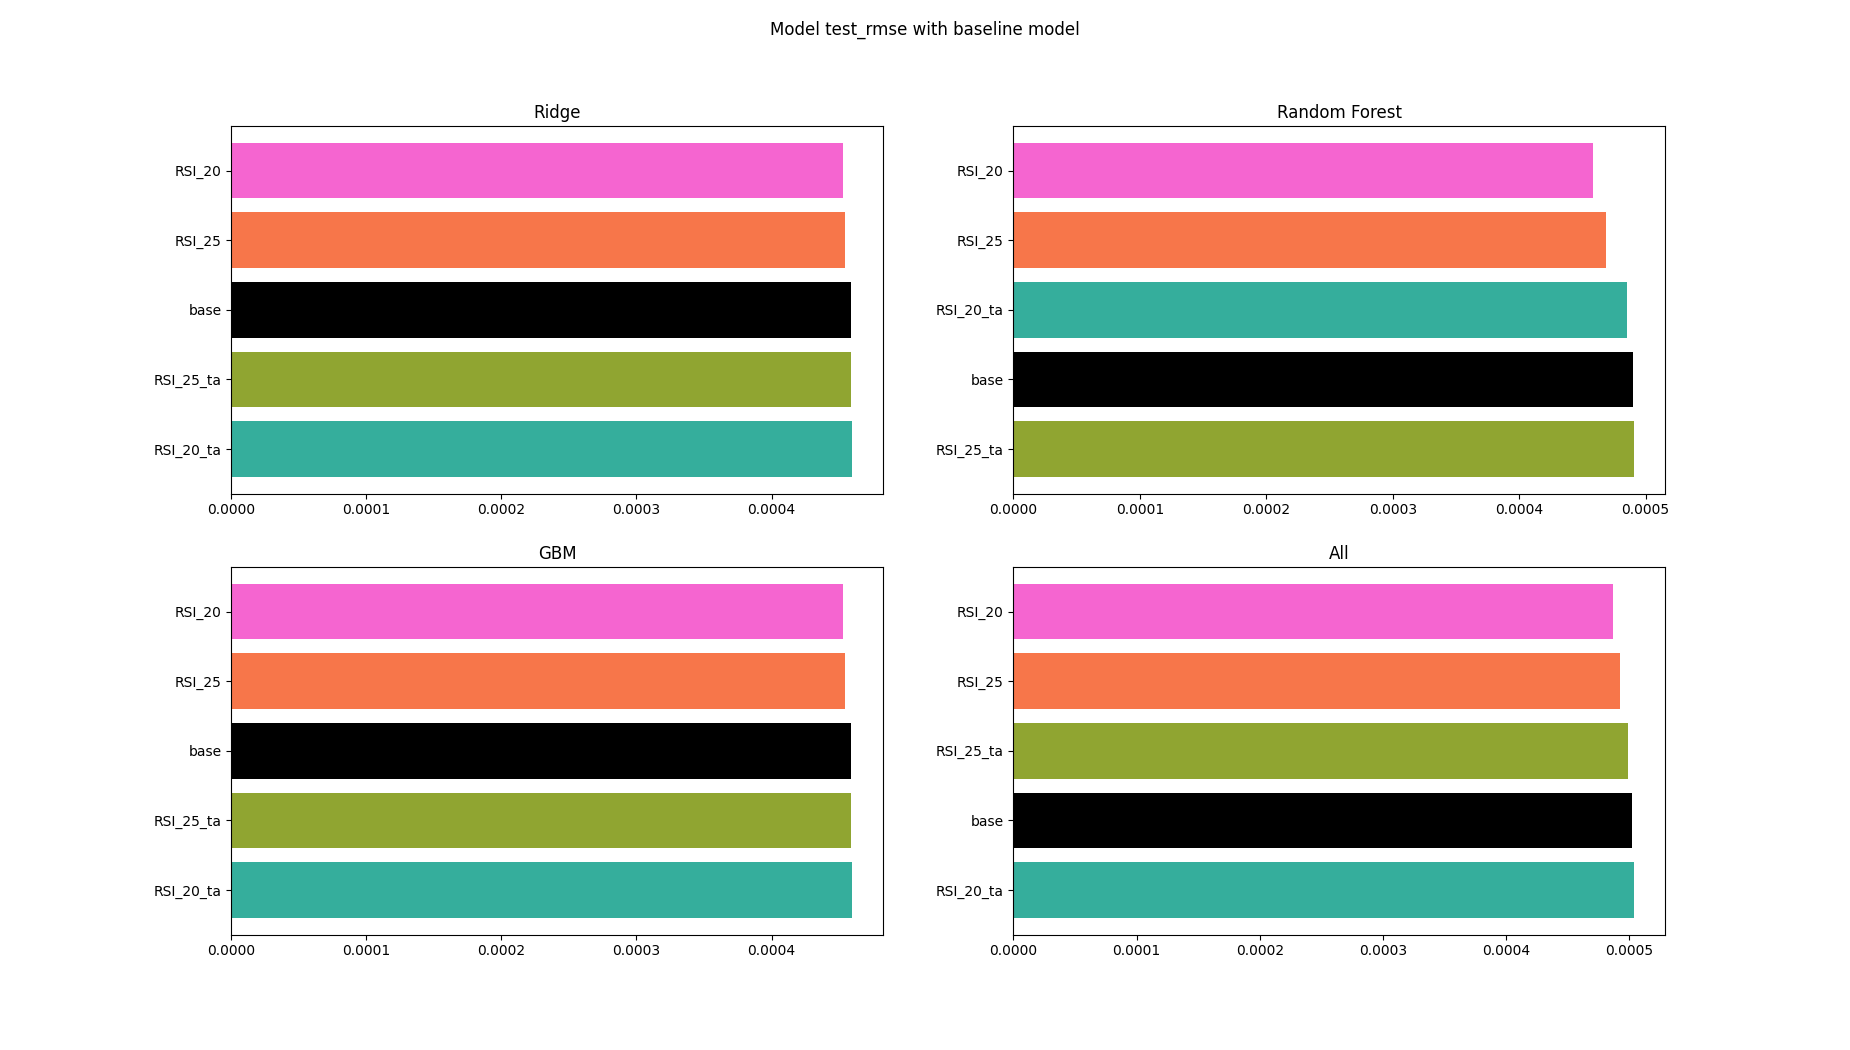 Model test_rmse with baseline model
Ridge
RSI_20
RSI_25
base
RSI_25_ta
RSI_20_ta
0.0000 0.0001 0.0002 0.0003 0.0004
Random Forest
RSI_20
RSI_25
RSI_20_ta
base
RSI_25_ta
0.0000 0.0001 0.0002 0.0003 0.0004 0.0005
GBM
RSI_20
RSI_25
base
RSI_25_ta
RSI_20_ta
0.0000 0.0001 0.0002 0.0003 0.0004
All
RSI_20
RSI_25
RSI_25_ta
base
RSI_20_ta
0.0000 0.0001 0.0002 0.0003 0.0004 0.0005